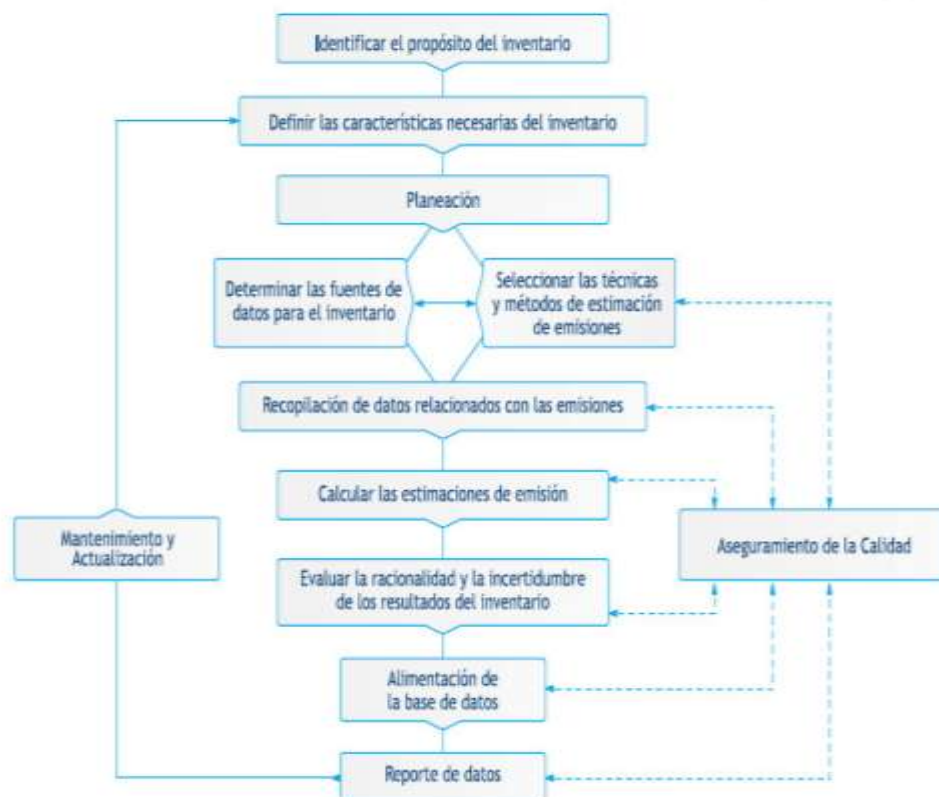 Identificar el propósito del inventario
Definir las características necesarias del inventario
Planeación
Determinar las fuentes de
datos para el inventario
Seleccionar las técnicas
y métodos de estimación
de emisiones
Recopilación de datos relacionados con las emisiones
Calcular las estimaciones de emisión
Mantenimiento y
Actualización
Aseguramiento de la Calidad
Evaluar la racionalidad y la incertidumbre
de los resultados del inventario
Alimentación de
la base de datos
Reporte de datos